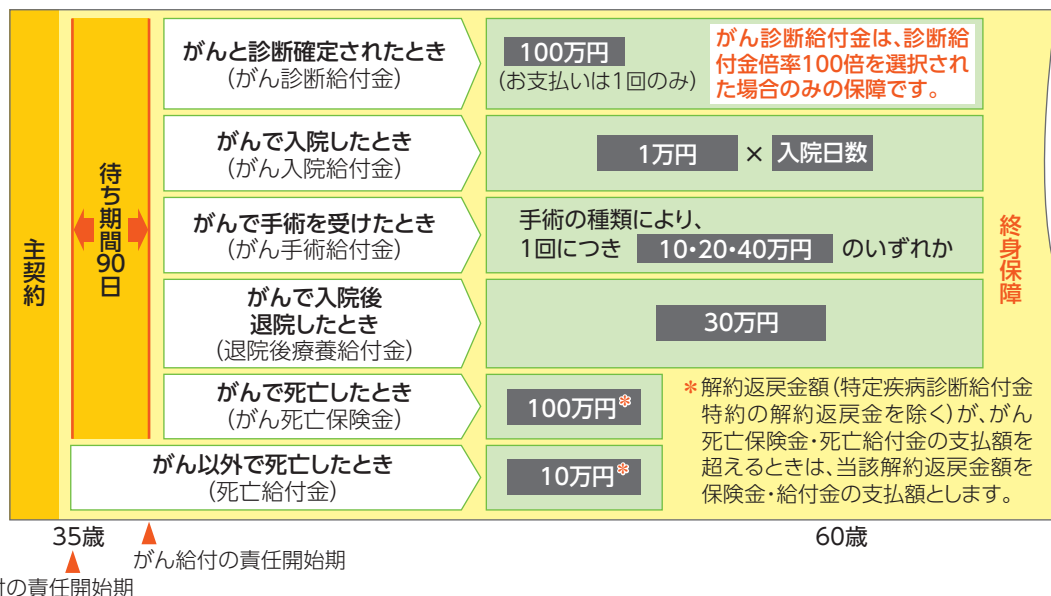 主契約
待ち期間90日
がんと診断確定されたとき
(がん診断給付金)
100万円
(お支払いは1回のみ)
がん診断給付金は、診断給
付金倍率100倍を選択され
た場合のみの保障です。
がんで入院したとき
(がん入院給付金)
1万円 × 入院日数
がんで手術を受けたとき
(がん手術給付金)
手術の種類により、
1回につき 10・20・40万円 のいずれか
がんで入院後
退院したとき
(退院後療養給付金)
30万円
がんで死亡したとき
(がん死亡保険金)
100万円*
がん以外で死亡したとき
(死亡給付金)
10万円*
*解約返戻金額(特定疾病診断給付金
特約の解約返戻金を除く)が、がん
死亡保険金・死亡給付金の支払額を
超えるときは、当該解約返戻金額を
保険金・給付金の支払額とします。
終身保障
35歳
60歳
がん給付の責任開始期
付の責任開始期